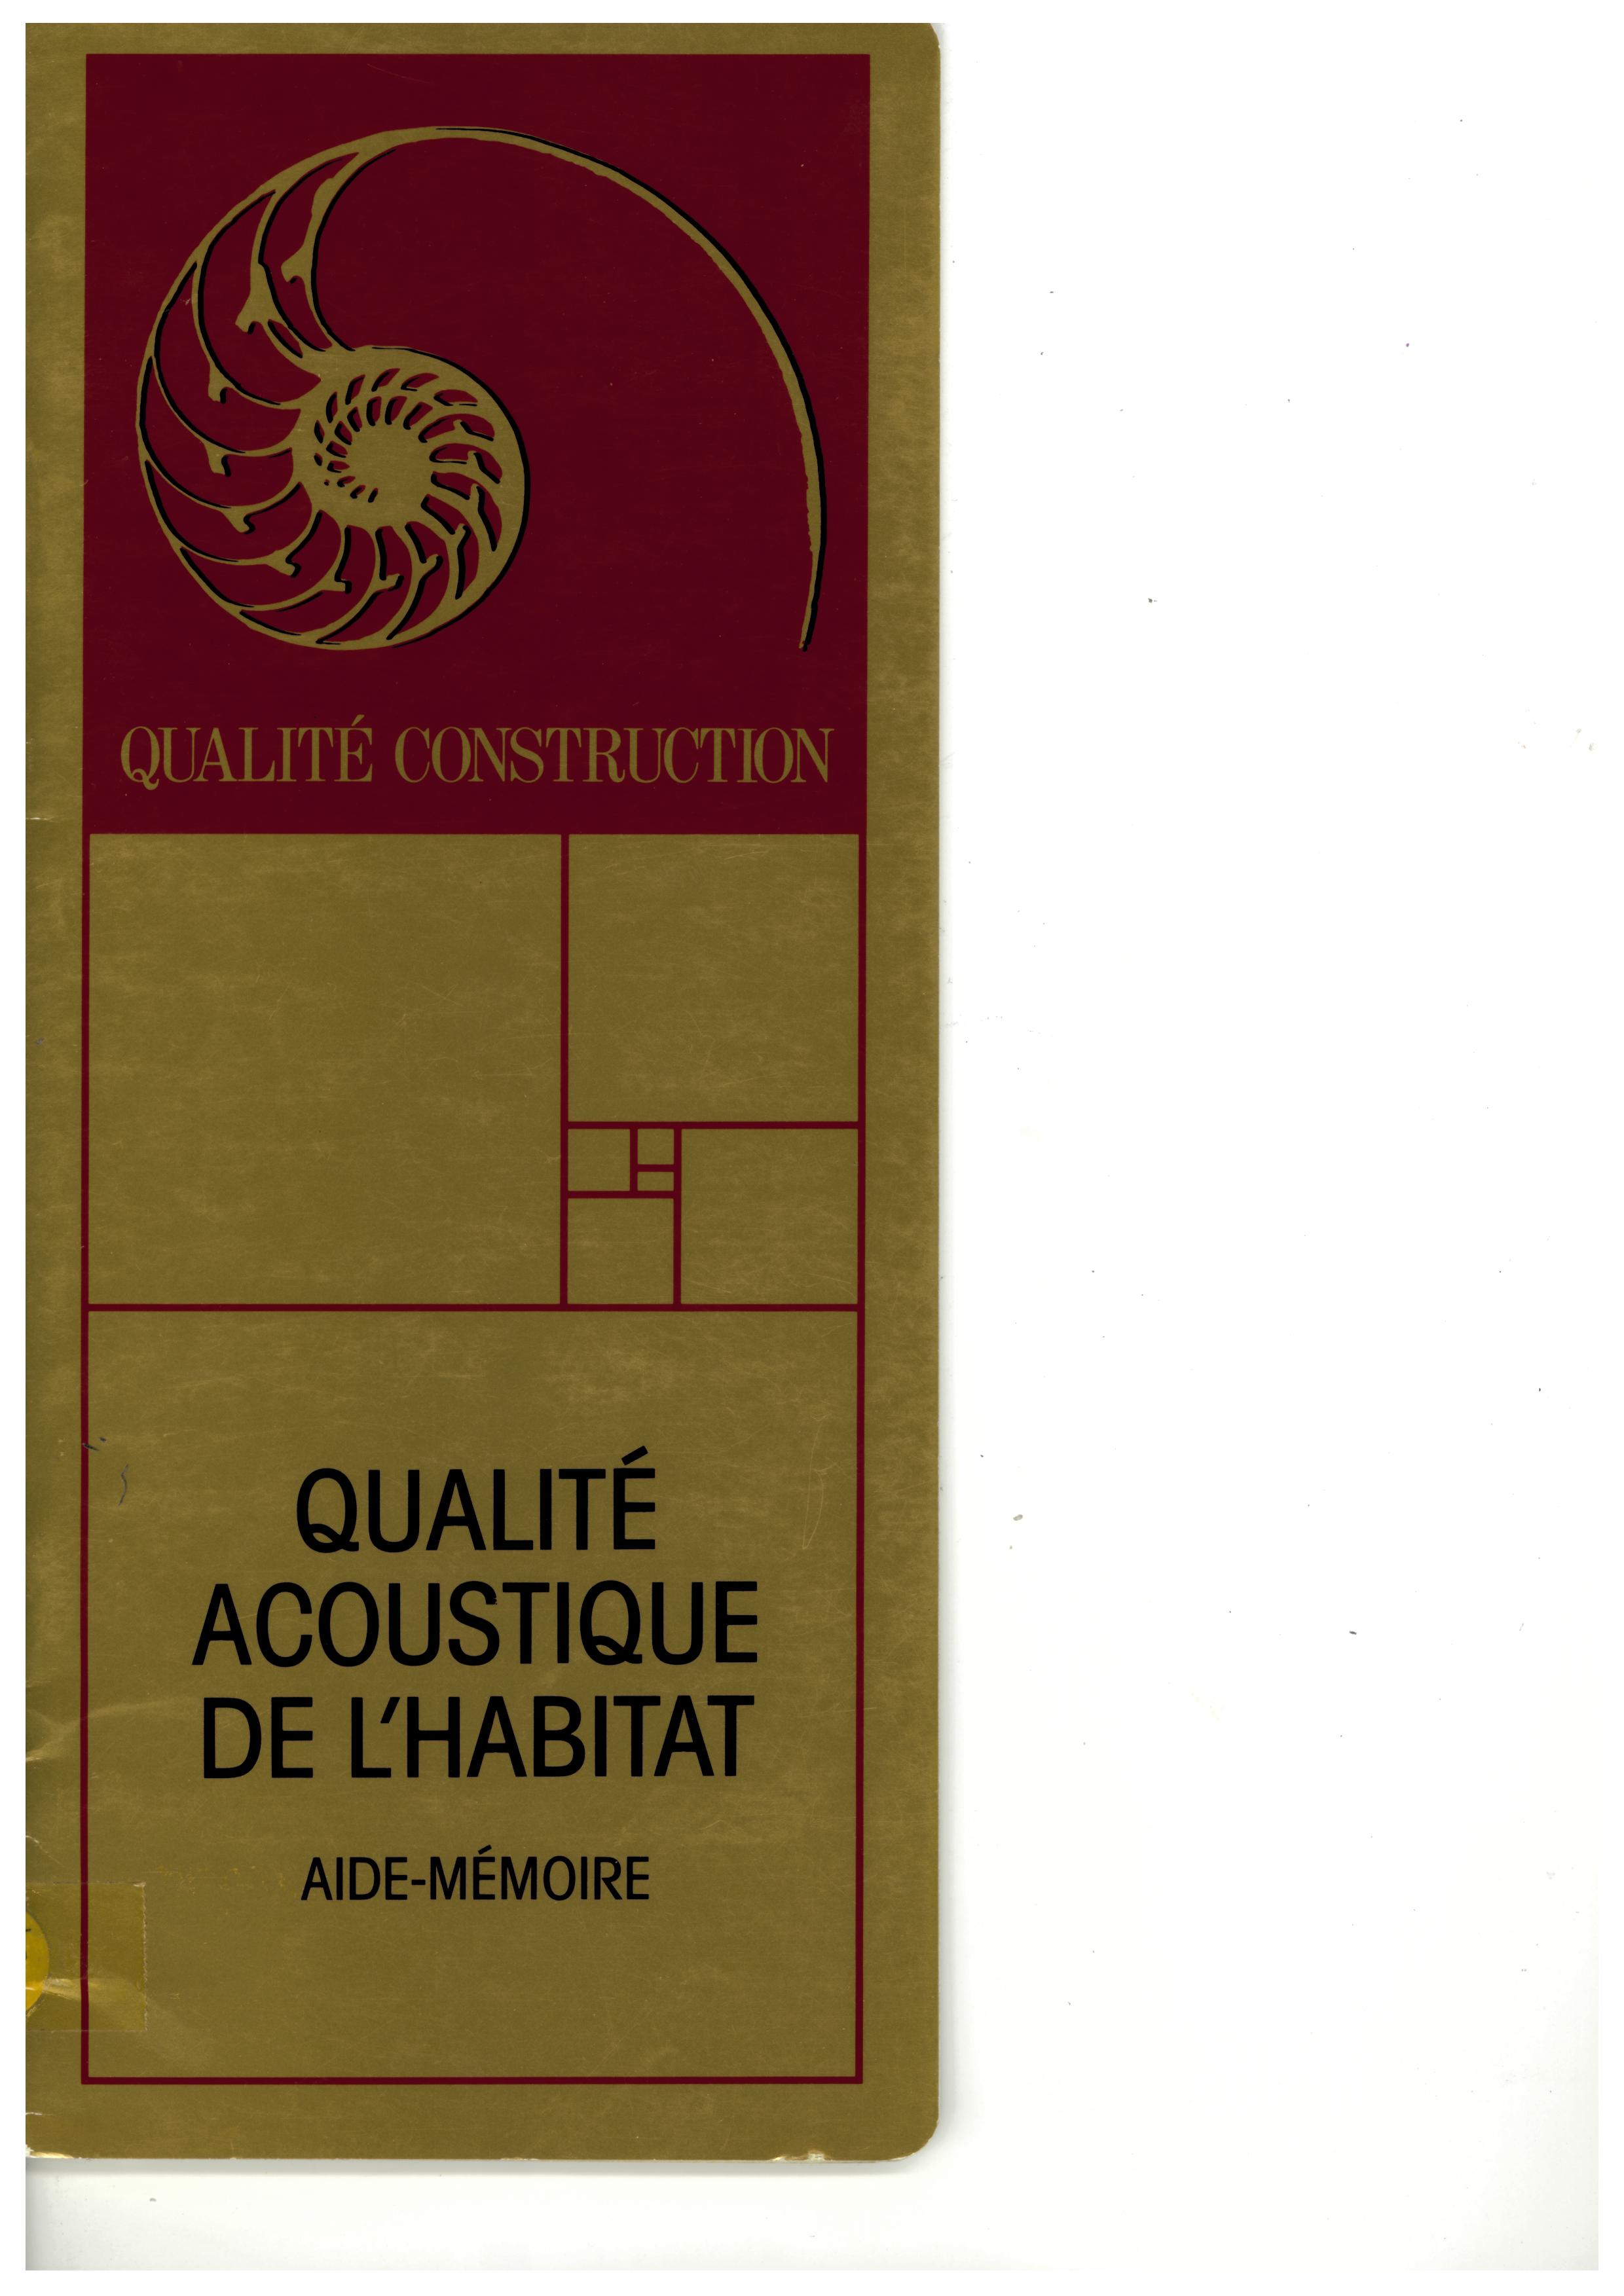 QUALITÉ CONSTRUCTION
QUALITÉ
ACOUSTIQUE
DE L'HABITAT
AIDE-MÉMOIRE